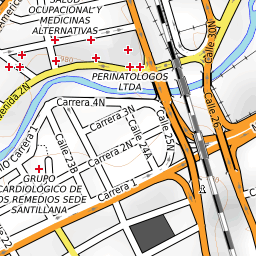 SALUD
OCUPACIONAL Y
MEDICINAS
ALTERNATIVAS
PERINATOLOGOS
LTDA
Carrera 4N
Carrera 3N
Carrera 2N
Carrera 1
Calle 23B
Calle 24A
Calle 25N
Calle 26
GRUPO
CARDIOLÓGICO DE
LOS REMEDIOS SEDE
SANTILLANA